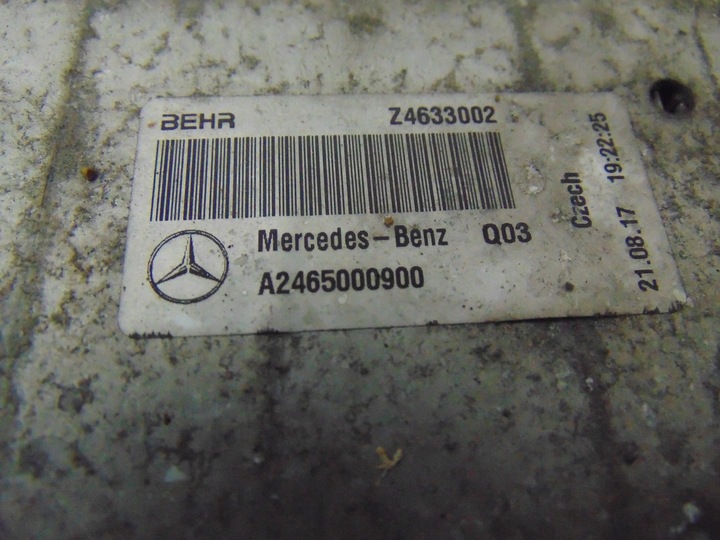 BEHR Z4633002
Mercedes-Benz Q03
A2465000900
Czech
21.08.17 19:22:25